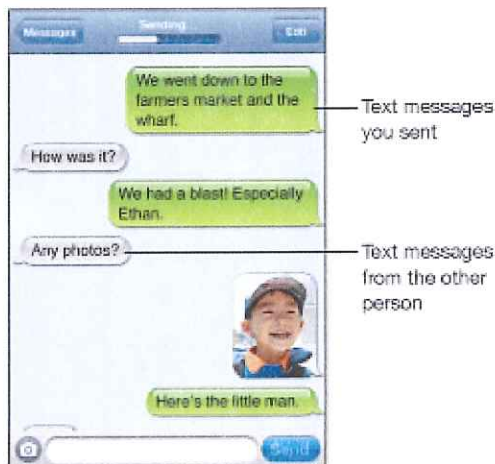 Messages
Sending...
Edit
We went down to the
farmers market and the
wharf.
Text messages
you sent
How was it?
We had a blast! Especially
Ethan.
Any photos?
Text messages
from the other
person
Here's the little man.
Send